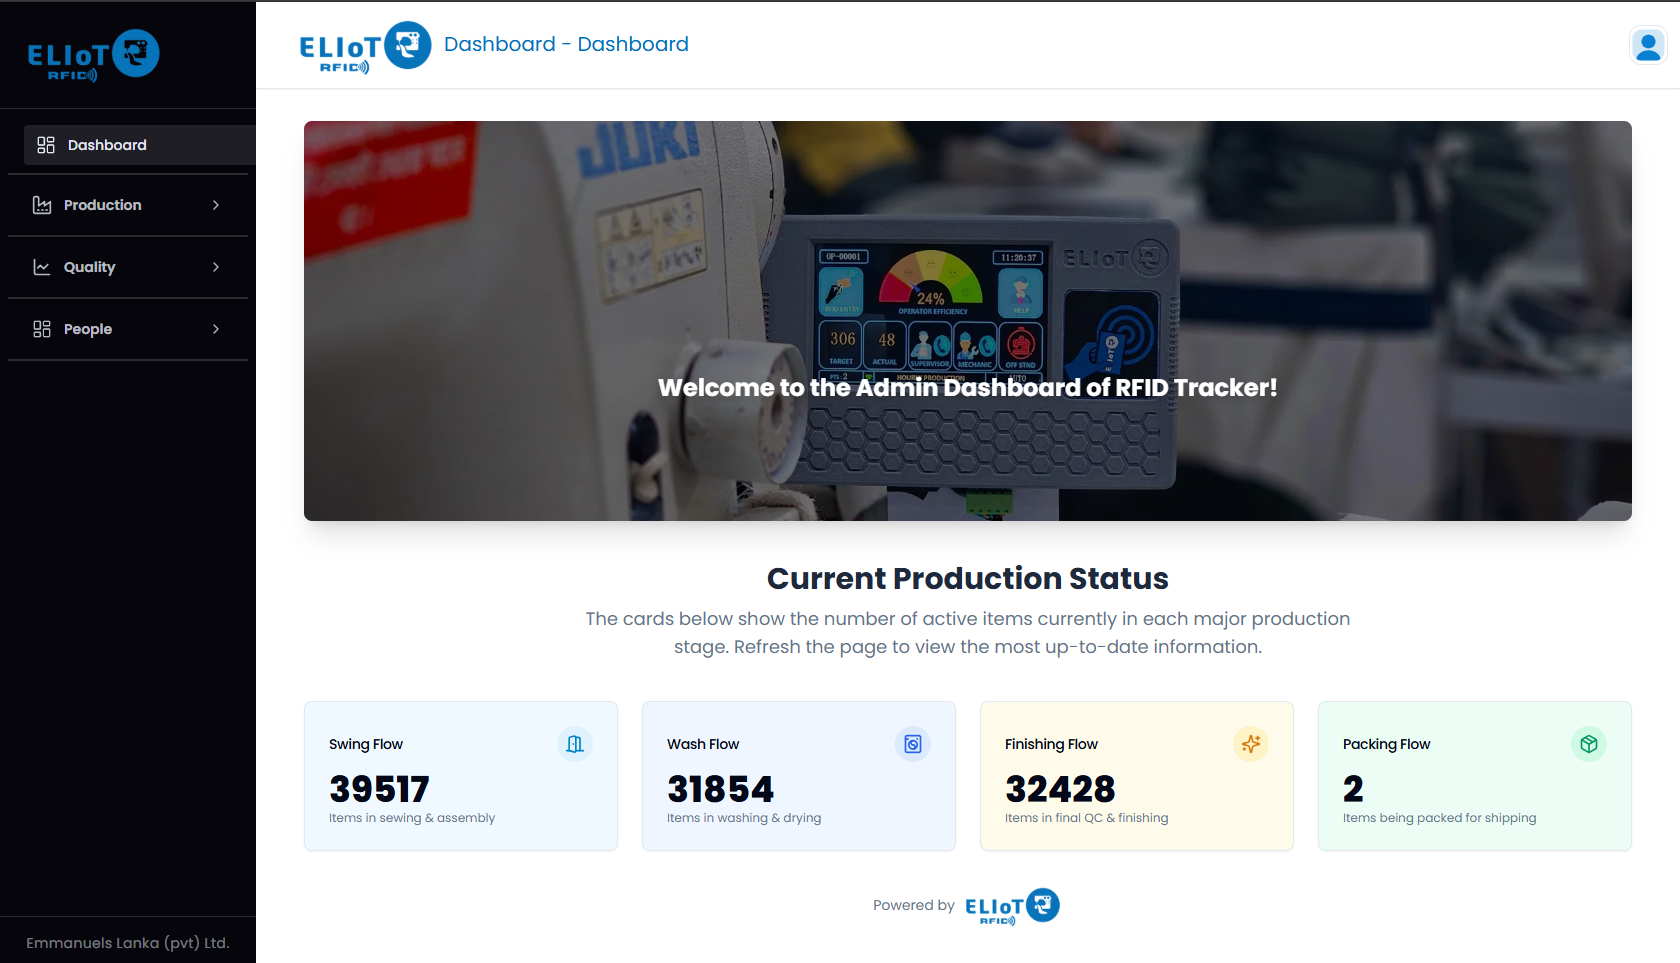 ELIoT
RFID
Dashboard
Production
Quality
People
Emmanuels Lanka (pvt) Ltd.
ELIoT
RFID
Dashboard - Dashboard
JUKI
ELIoT
OP-00001
11:20:37
RFID ENTRY
24%
OPERATOR EFFICIENCY
HELP
306
TARGET
48
ACTUAL
SUPERVISOR
MECHANIC
OFF STND
PTS: 2
HOURLY PRODUCTION
AUTO
Welcome to the Admin Dashboard of RFID Tracker!
Current Production Status
The cards below show the number of active items currently in each major production
stage. Refresh the page to view the most up-to-date information.
Swing Flow
39517
Items in sewing & assembly
Wash Flow
31854
Items in washing & drying
Finishing Flow
32428
Items in final QC & finishing
Packing Flow
2
Items being packed for shipping
Powered by
ELIoT
RFID